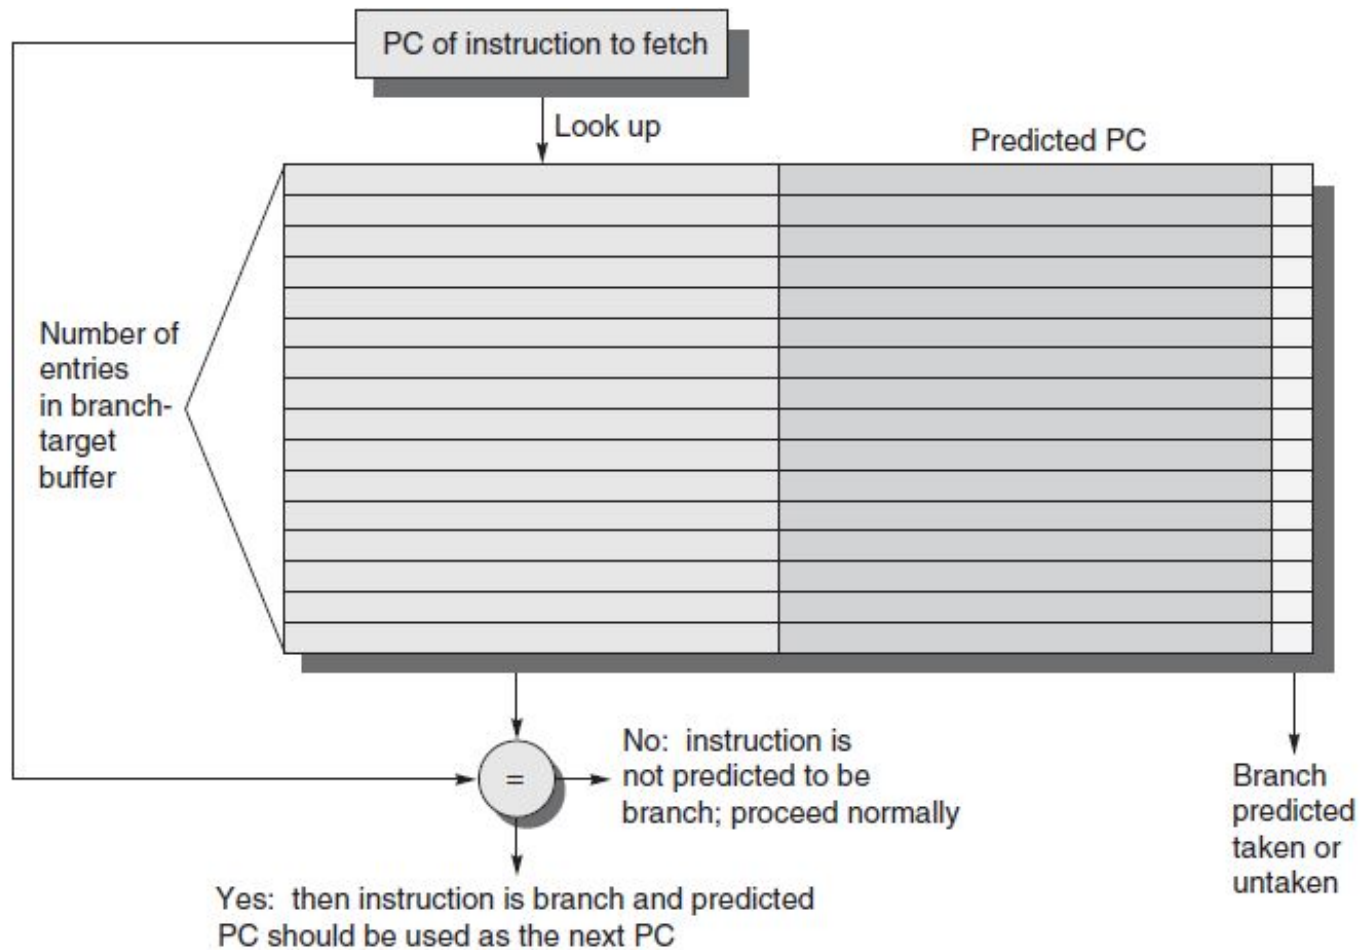 PC of instruction to fetch
Look up
Predicted PC
Number of
entries
in branch-
target
buffer
=
No: instruction is
not predicted to be
branch; proceed normally
Branch
predicted
taken or
untaken
Yes: then instruction is branch and predicted
PC should be used as the next PC